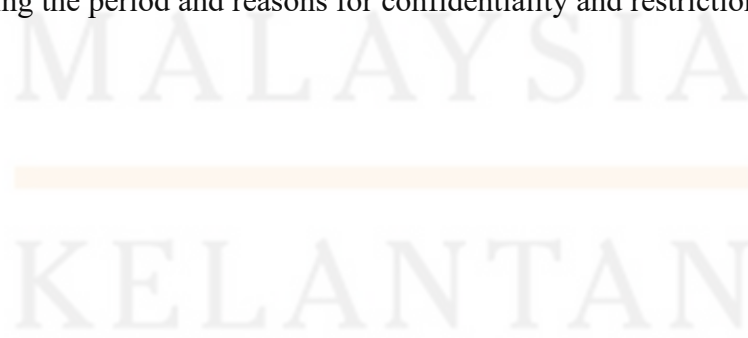 ing the period and reasons for confidentiality and restriction
MALAYSIA
KELANTAN